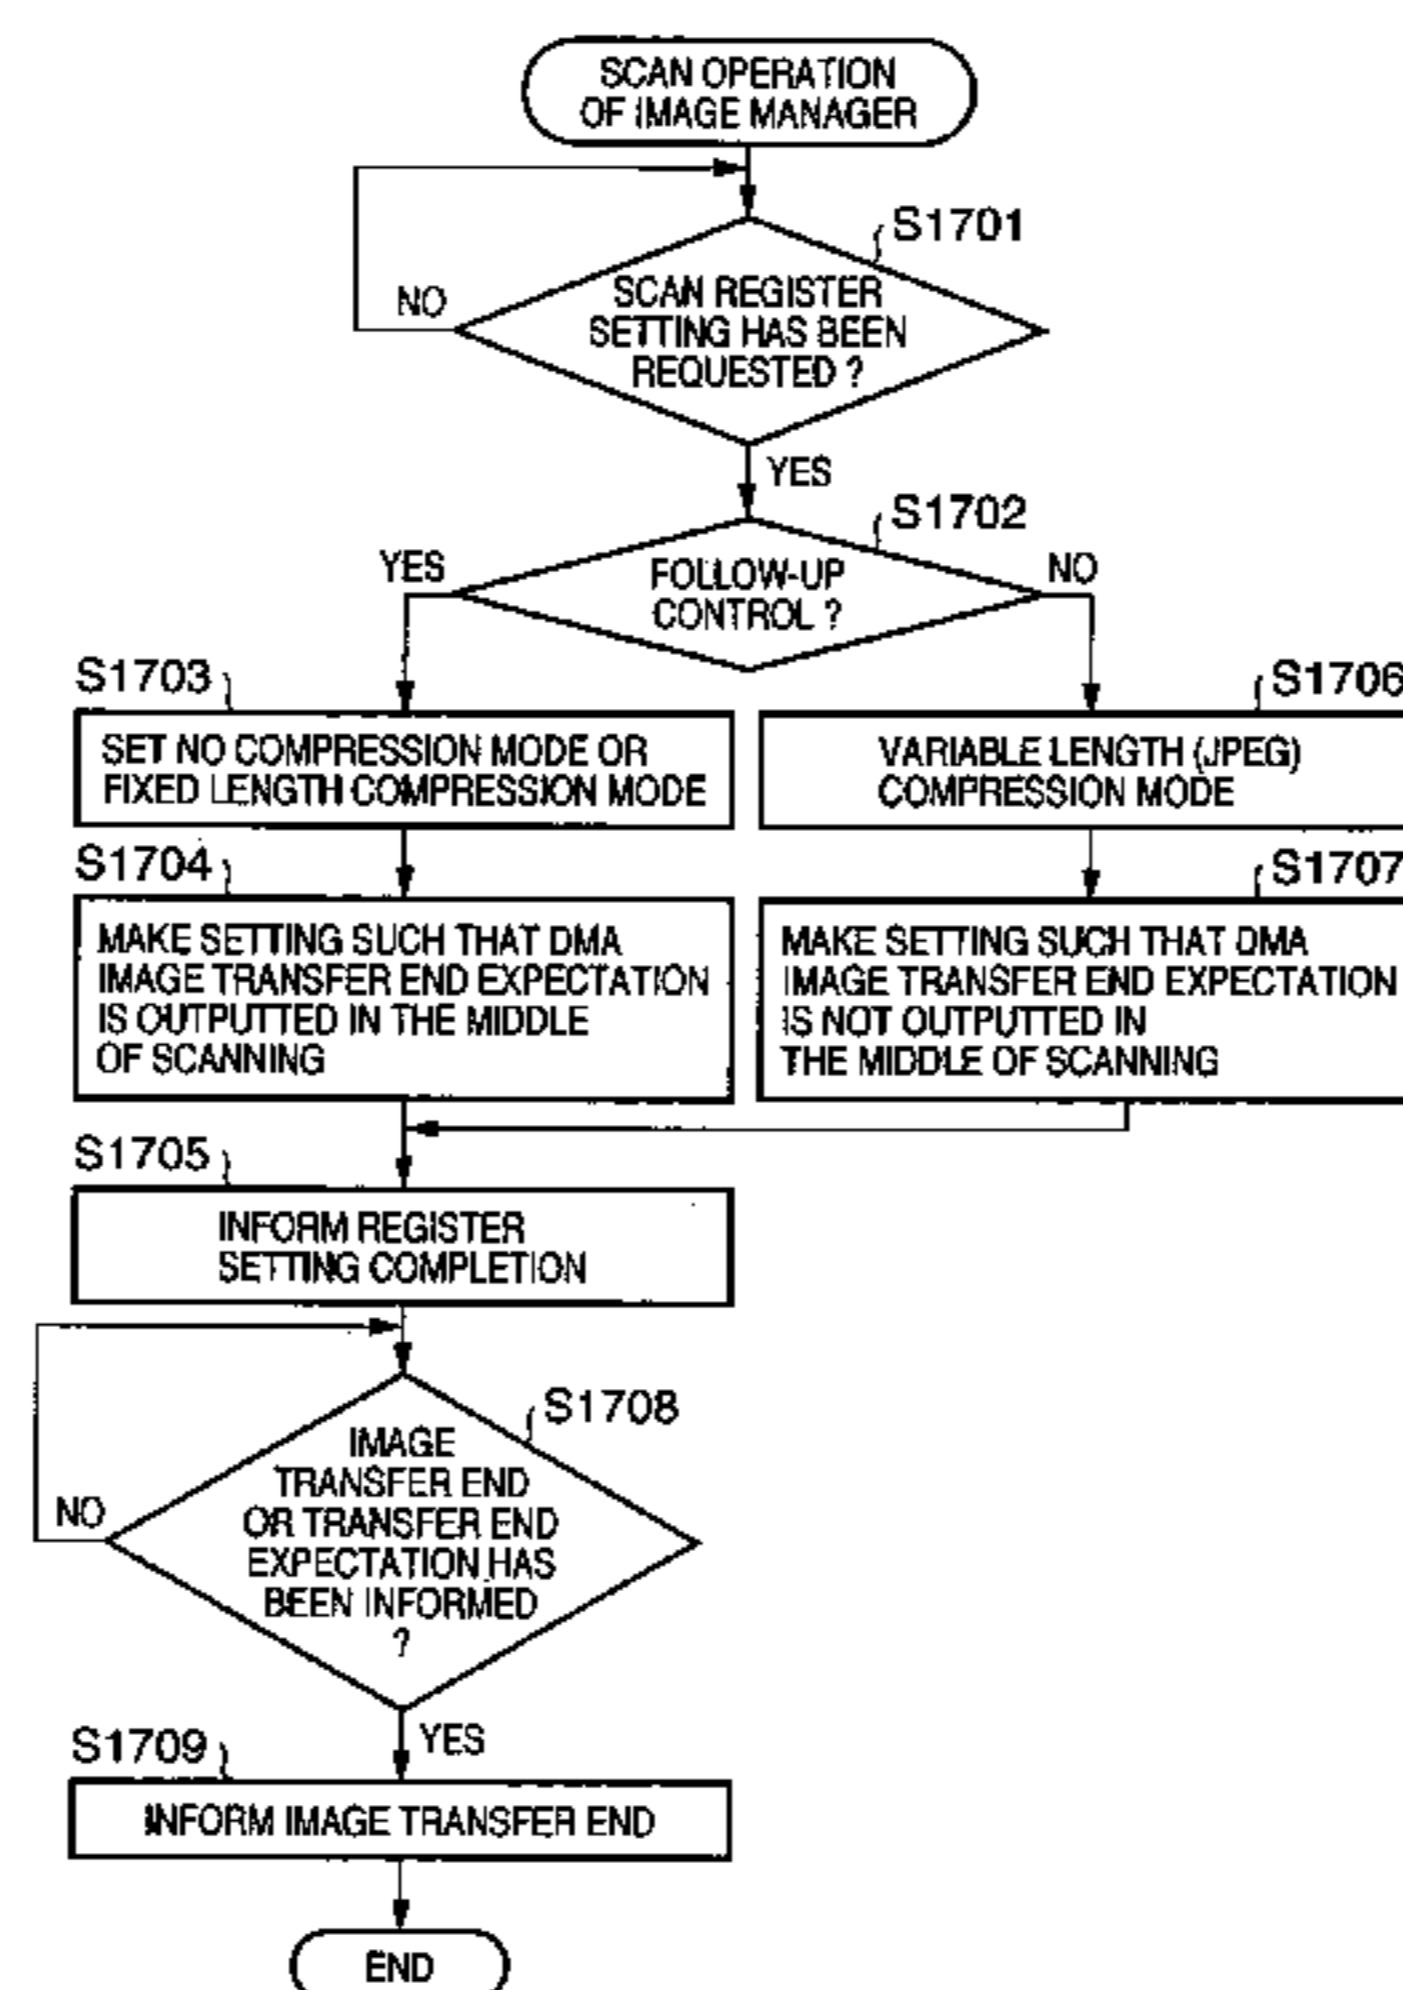 SCAN OPERATION
OF IMAGE MANAGER
S1701
SCAN REGISTER
SETTING HAS BEEN
REQUESTED ?
NO
YES
S1702
FOLLOW-UP
CONTROL ?
YES
NO
S1703
SET NO COMPRESSION MODE OR
FIXED LENGTH COMPRESSION MODE
S1706
VARIABLE LENGTH (JPEG)
COMPRESSION MODE
S1704
MAKE SETTING SUCH THAT DMA
IMAGE TRANSFER END EXPECTATION
IS OUTPUTTED IN THE MIDDLE
OF SCANNING
S1707
MAKE SETTING SUCH THAT DMA
IMAGE TRANSFER END EXPECTATION
IS NOT OUTPUTTED IN
THE MIDDLE OF SCANNING
S1705
INFORM REGISTER
SETTING COMPLETION
S1708
IMAGE
TRANSFER END
OR TRANSFER END
EXPECTATION HAS
BEEN INFORMED
?
NO
YES
S1709
INFORM IMAGE TRANSFER END
END